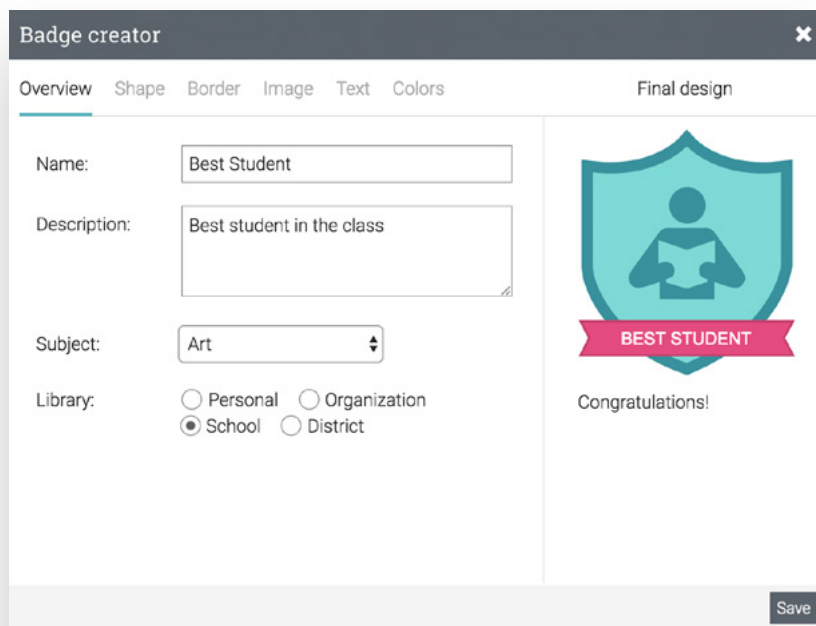 Badge creator
Overview Shape Border Image Text Colors
Final design
Name: Best Student
Description: Best student in the class
Subject: Art
Library: Personal Organization
School District
BEST STUDENT
Congratulations!
Save